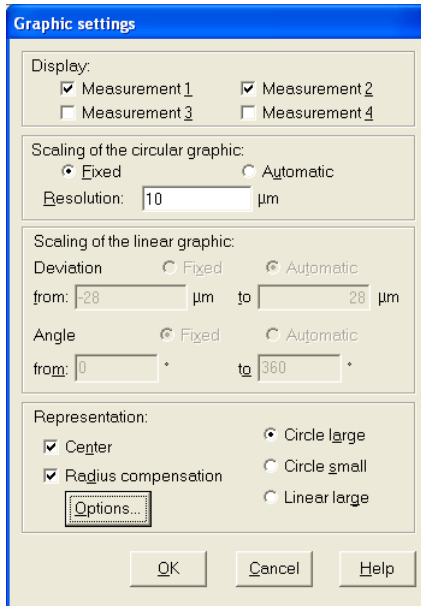 Graphic settings
Display:
Measurement 1 Measurement 2
Measurement 3 Measurement 4
Scaling of the circular graphic:
Fixed Automatic
Resolution: 10 µm
Scaling of the linear graphic:
Deviation Fixed Automatic
from: -28 µm to 28 µm
Angle Fixed Automatic
from: 0 ° to 360 °
Representation:
Circle large
Center
Circle small
Radius compensation
Linear large
Options...
OK Cancel Help